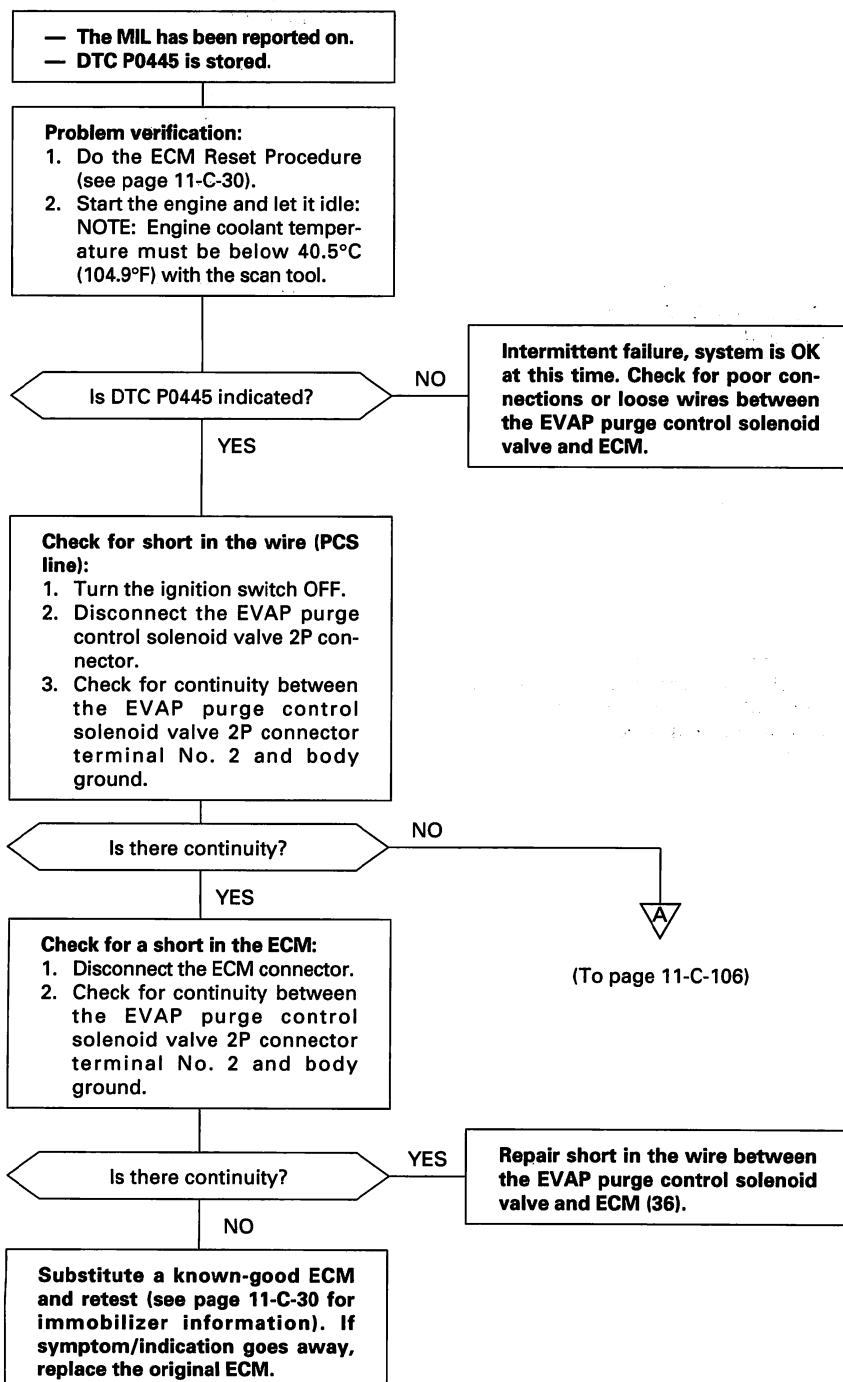 — The MIL has been reported on.
— DTC P0445 is stored.
Problem verification:
1. Do the ECM Reset Procedure
(see page 11-C-30).
2. Start the engine and let it idle:
NOTE: Engine coolant temper-
ature must be below 40.5°C
(104.9°F) with the scan tool.
Is DTC P0445 indicated?
NO
Intermittent failure, system is OK
at this time. Check for poor con-
nections or loose wires between
the EVAP purge control solenoid
valve and ECM.
YES
Check for short in the wire (PCS
line):
1. Turn the ignition switch OFF.
2. Disconnect the EVAP purge
control solenoid valve 2P con-
nector.
3. Check for continuity between
the EVAP purge control
solenoid valve 2P connector
terminal No. 2 and body
ground.
Is there continuity?
NO
A
(To page 11-C-106)
YES
Check for a short in the ECM:
1. Disconnect the ECM connector.
2. Check for continuity between
the EVAP purge control
solenoid valve 2P connector
terminal No. 2 and body
ground.
Is there continuity?
YES
Repair short in the wire between
the EVAP purge control solenoid
valve and ECM (36).
NO
Substitute a known-good ECM
and retest (see page 11-C-30 for
immobilizer information). If
symptom/indication goes away,
replace the original ECM.